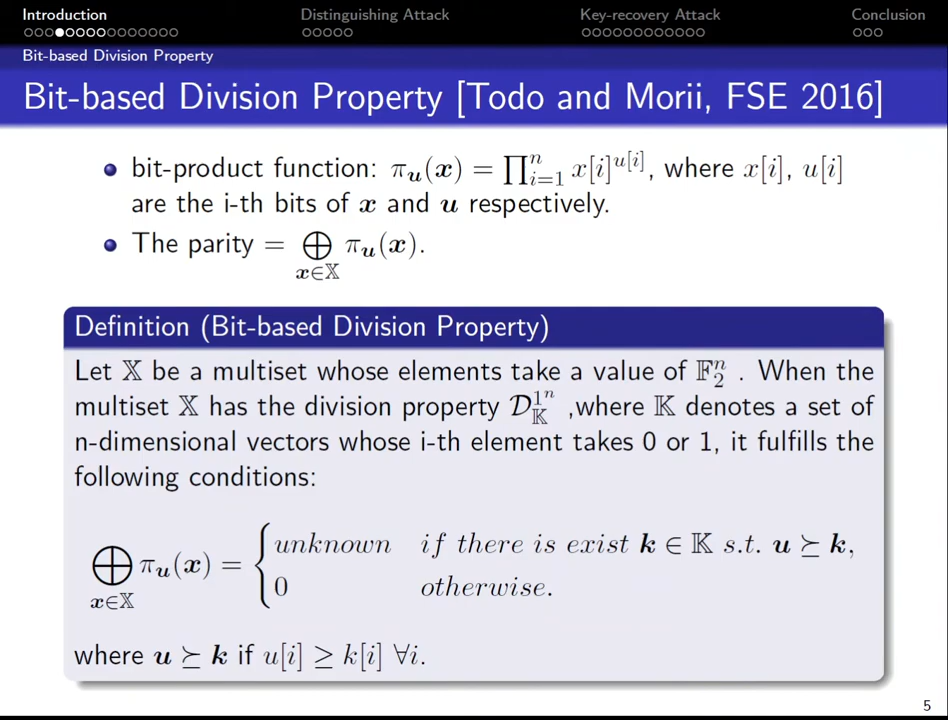 Introduction Distinguishing Attack Key-recovery Attack Conclusion
Bit-based Division Property
Bit-based Division Property [Todo and Morii, FSE 2016]
bit-product function: π_𝒖(𝒙) = ∏_{i=1}^{n} x[i]^{u[i]}, where x[i], u[i]
are the i-th bits of 𝒙 and 𝒖 respectively.
The parity = ⨁_{𝒙∈𝕏} π_𝒖(𝒙).
Definition (Bit-based Division Property)
Let 𝕏 be a multiset whose elements take a value of 𝔽_2^n . When the
multiset 𝕏 has the division property 𝒟_𝕂^{1^n} ,where 𝕂 denotes a set of
n-dimensional vectors whose i-th element takes 0 or 1, it fulfills the
following conditions:
⨁_{𝒙∈𝕏} π_𝒖(𝒙) = { unknown if there is exist 𝒌 ∈ 𝕂 s.t. 𝒖 ⪰ 𝒌,
0 otherwise.
where 𝒖 ⪰ 𝒌 if u[i] ≥ k[i] ∀i.
5